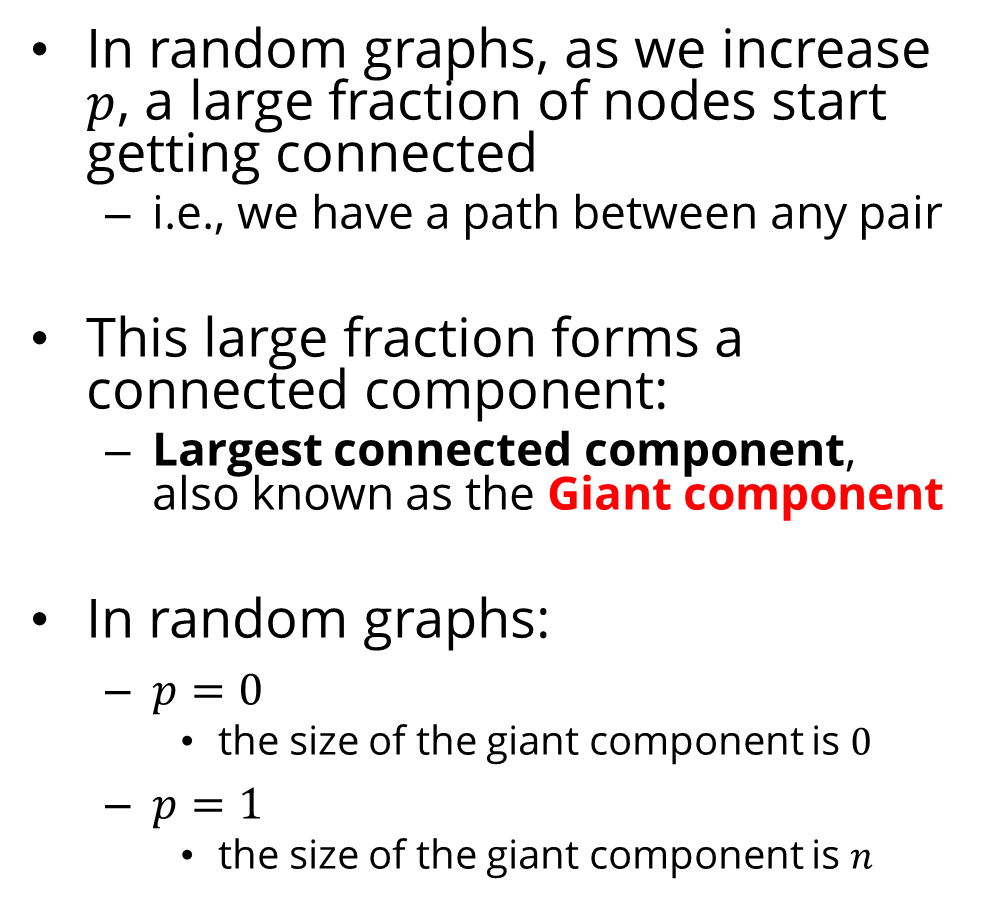 • In random graphs, as we increase
p, a large fraction of nodes start
getting connected
– i.e., we have a path between any pair
• This large fraction forms a
connected component:
– Largest connected component,
also known as the Giant component
• In random graphs:
– p = 0
• the size of the giant component is 0
– p = 1
• the size of the giant component is n